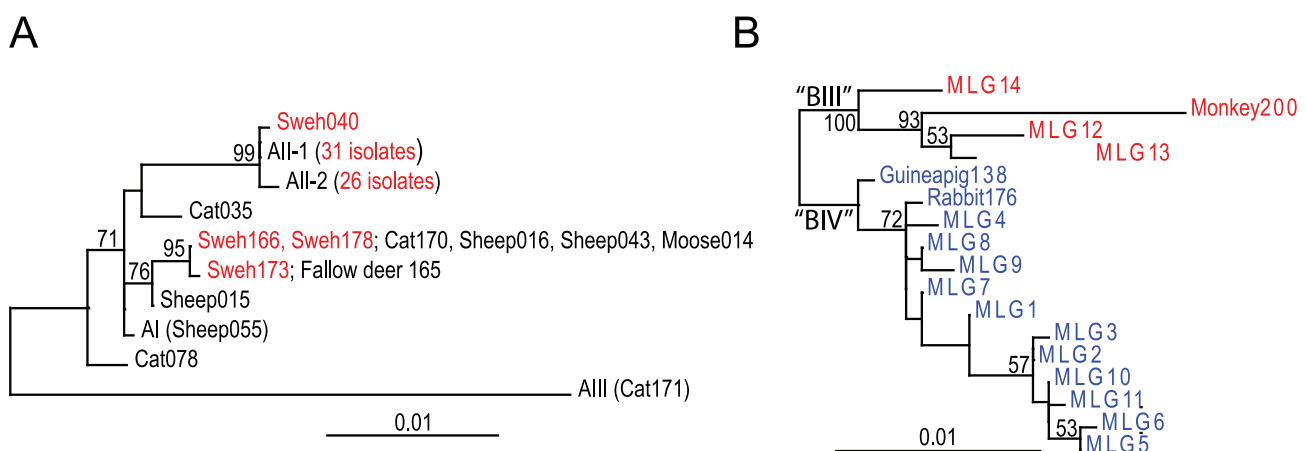 A
Sweh040
99
AII-1 (31 isolates)
AII-2 (26 isolates)
Cat035
71
Sweh166, Sweh178; Cat170, Sheep016, Sheep043, Moose014
95
Sweh173; Fallow deer 165
76
Sheep015
AI (Sheep055)
Cat078
AIII (Cat171)
0.01
B
"BIII"
MLG14
100
93
Monkey200
53
MLG12
MLG13
Guineapig138
"BIV"
72
Rabbit176
MLG4
MLG8
MLG9
MLG7
MLG1
MLG3
57
MLG2
MLG10
MLG11
MLG6
53
MLG5
0.01